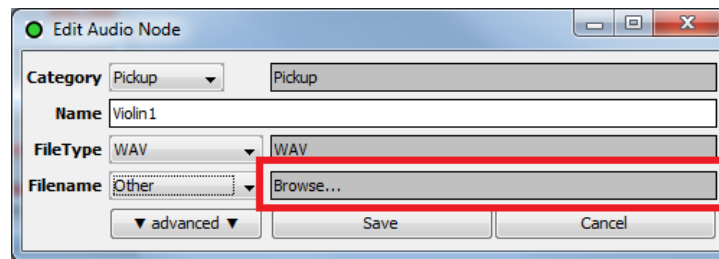 Edit Audio Node
Category Pickup Pickup
Name Violin1
FileType WAV WAV
Filename Other Browse...
▼ advanced ▼ Save Cancel